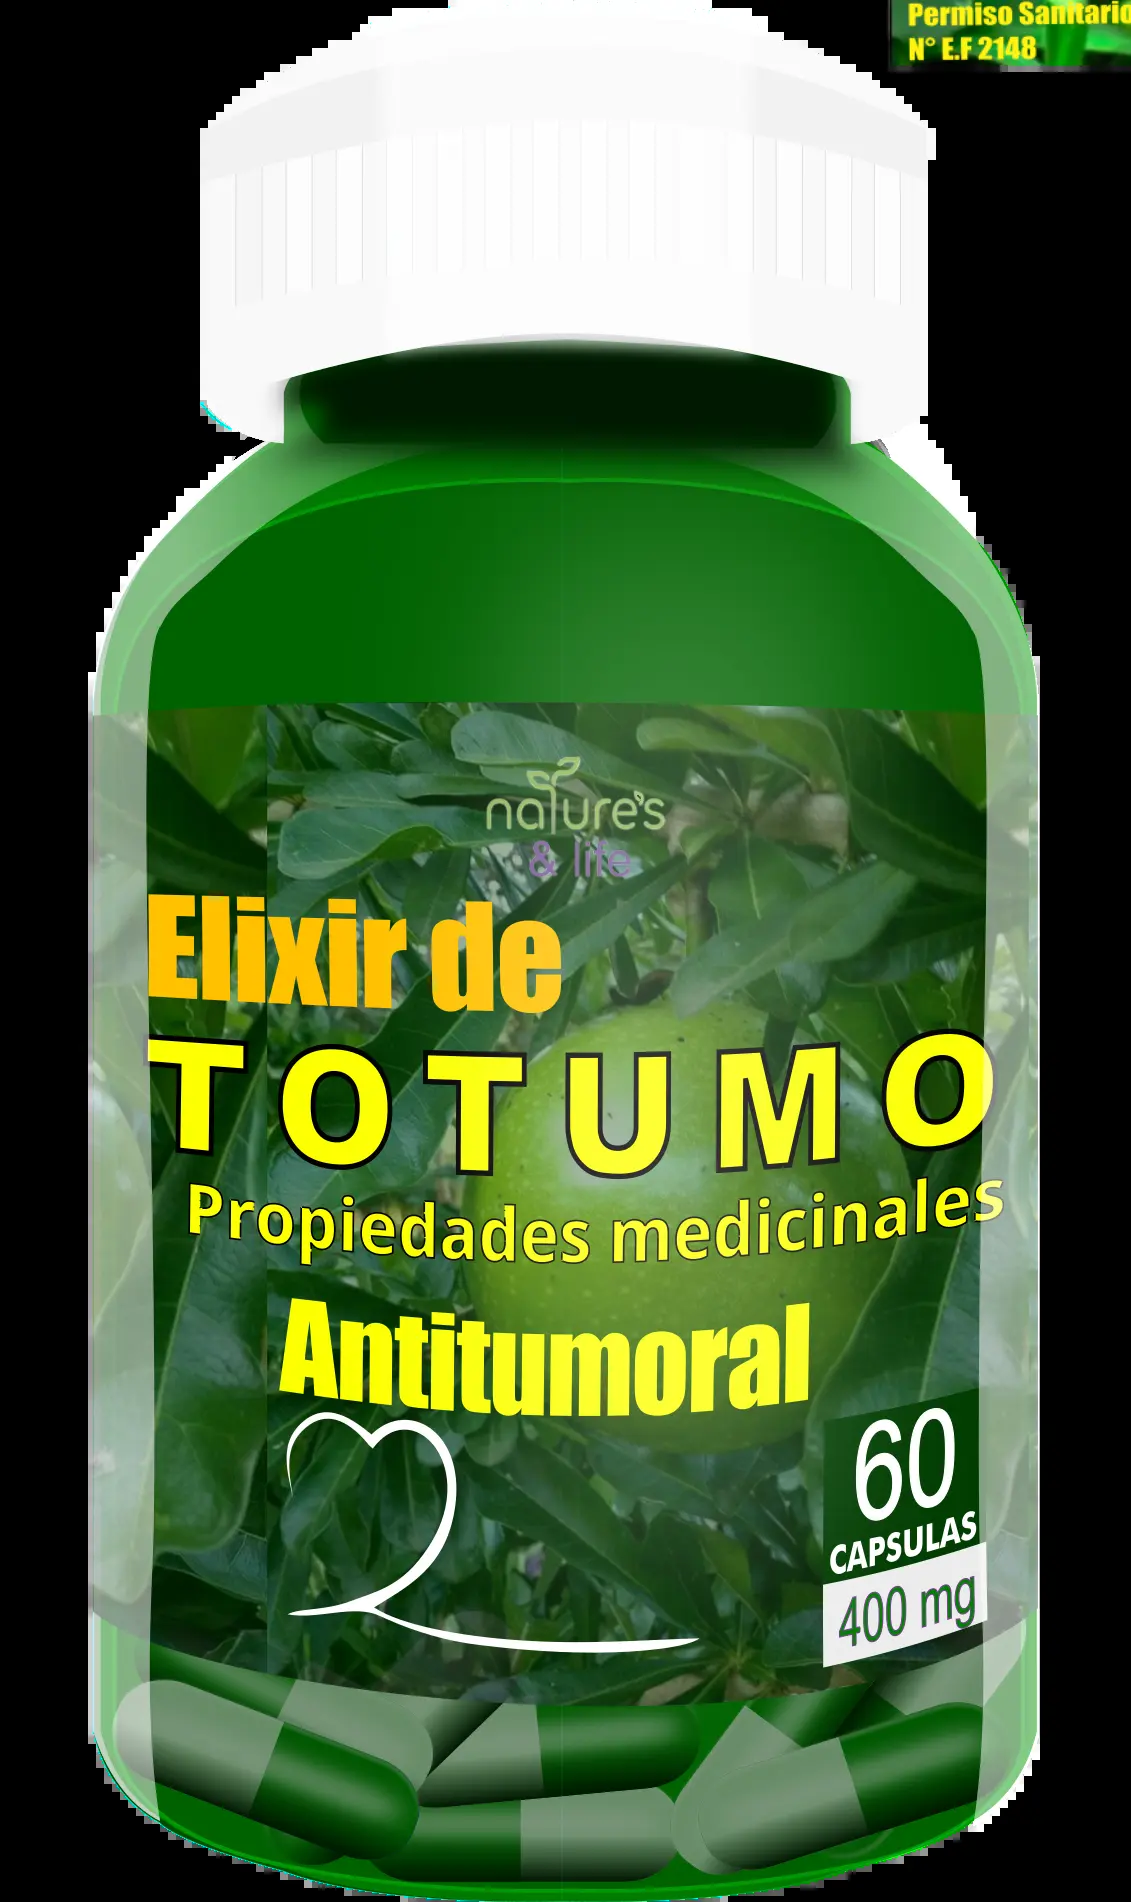 Permiso Sanitario
N° E.F 2148
nature's
& life
Elixir de
TOTUMO
Propiedades medicinales
Antitumoral
60
CAPSULAS
400 mg